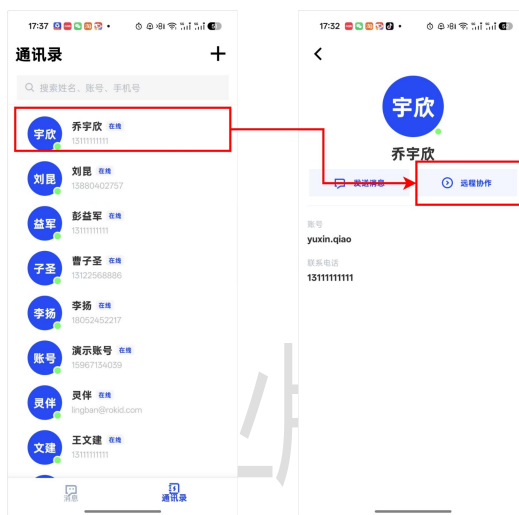 17:37
通讯录
搜索姓名、账号、手机号
宇欣
乔宇欣 在线
13111111111
刘昆
刘昆 在线
13880402757
益军
彭益军 在线
13111111111
子圣
曹子圣 在线
13122568886
李扬
李扬 在线
18052452217
账号
演示账号 在线
15967134039
灵伴
灵伴 在线
lingban@rokid.com
文建
王文建 在线
13111111111
消息
通讯录
17:32
宇欣
乔宇欣
发送消息
远程协作
账号
yuxin.qiao
联系电话
13111111111